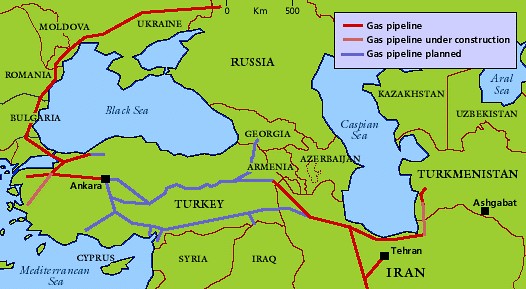 0 Km 500
Gas pipeline
Gas pipeline under construction
Gas pipeline planned
MOLDOVA
UKRAINE
RUSSIA
ROMANIA
KAZAKHSTAN
Aral
Sea
UZBEKISTAN
Black Sea
BULGARIA
Caspian
Sea
GEORGIA
ARMENIA
AZERBAIJAN
TURKMENISTAN
Ankara
TURKEY
Ashgabat
Tehran
CYPRUS
SYRIA
IRAQ
IRAN
Mediterranean
Sea